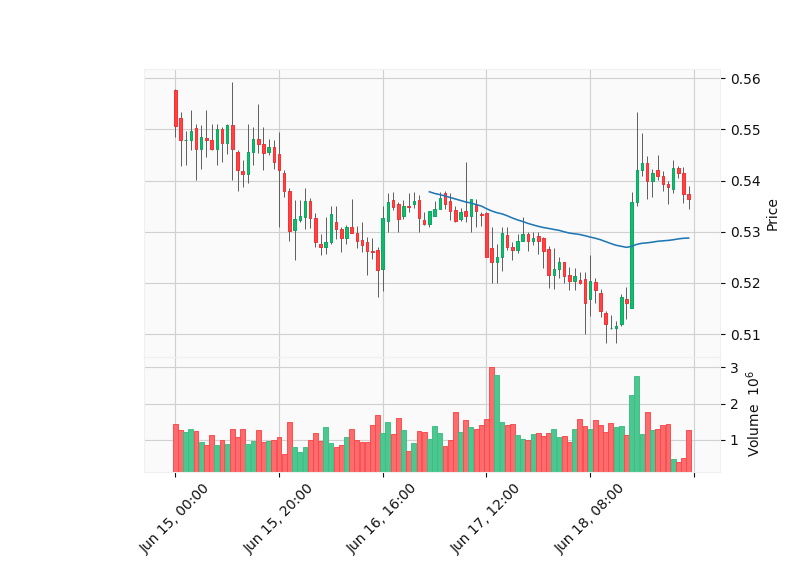 0.56
0.55
0.54
0.53
0.52
0.51
Price
3
2
1
Volume 10^6
Jun 15, 00:00
Jun 15, 20:00
Jun 16, 16:00
Jun 17, 12:00
Jun 18, 08:00